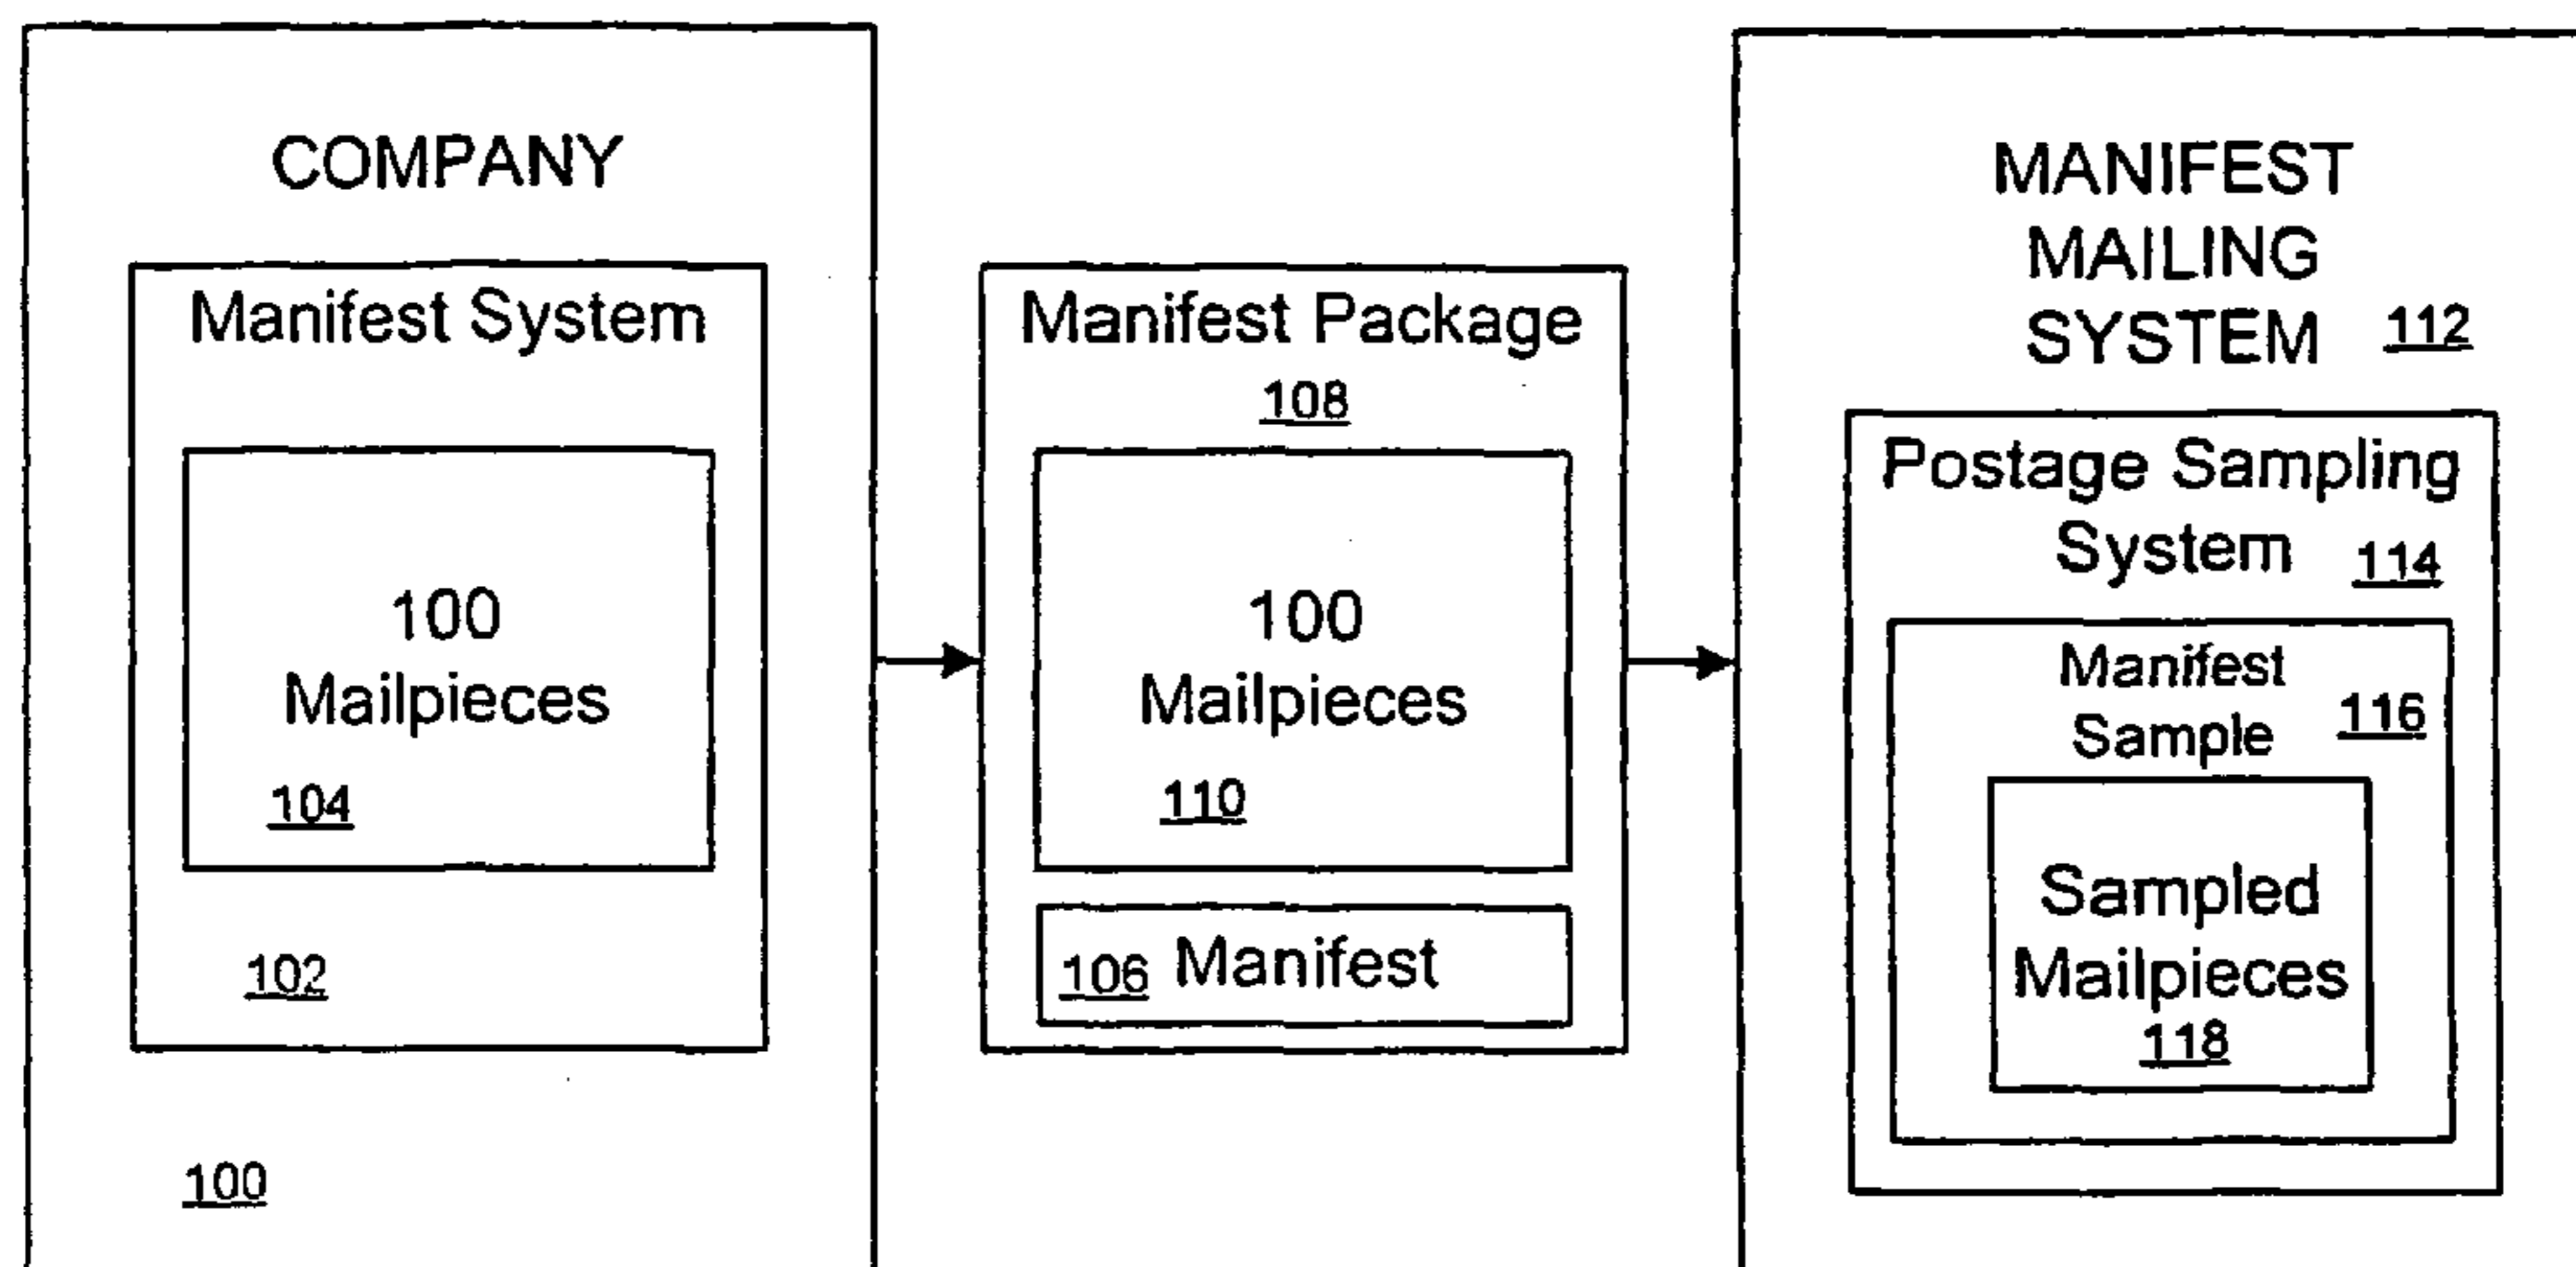 COMPANY
Manifest System
100
Mailpieces
104
102
100
Manifest Package
108
100
Mailpieces
110
106 Manifest
MANIFEST
MAILING
SYSTEM 112
Postage Sampling
System 114
Manifest
Sample 116
Sampled
Mailpieces
118